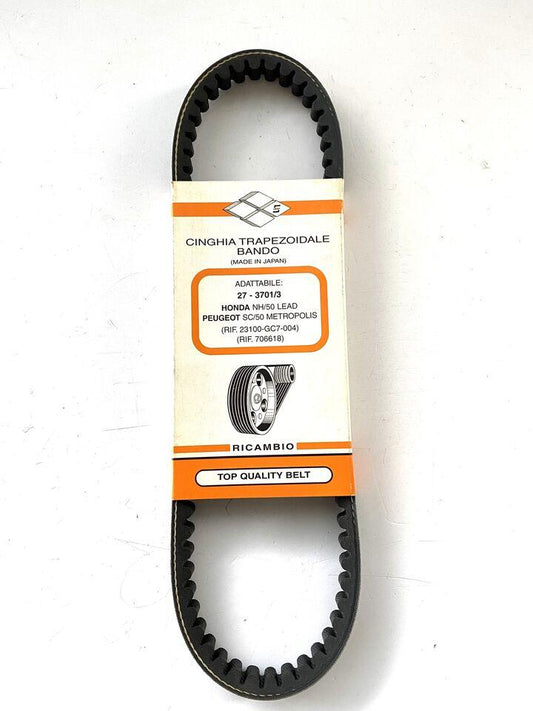 CINGHIA TRAPEZOIDALE
BANDO
(MADE IN JAPAN)
ADATTABILE:
27 - 3701/3
HONDA NH/50 LEAD
PEUGEOT SC/50 METROPOLIS
(RIF. 23100-GC7-004)
(RIF. 706618)
RICAMBIO
TOP QUALITY BELT